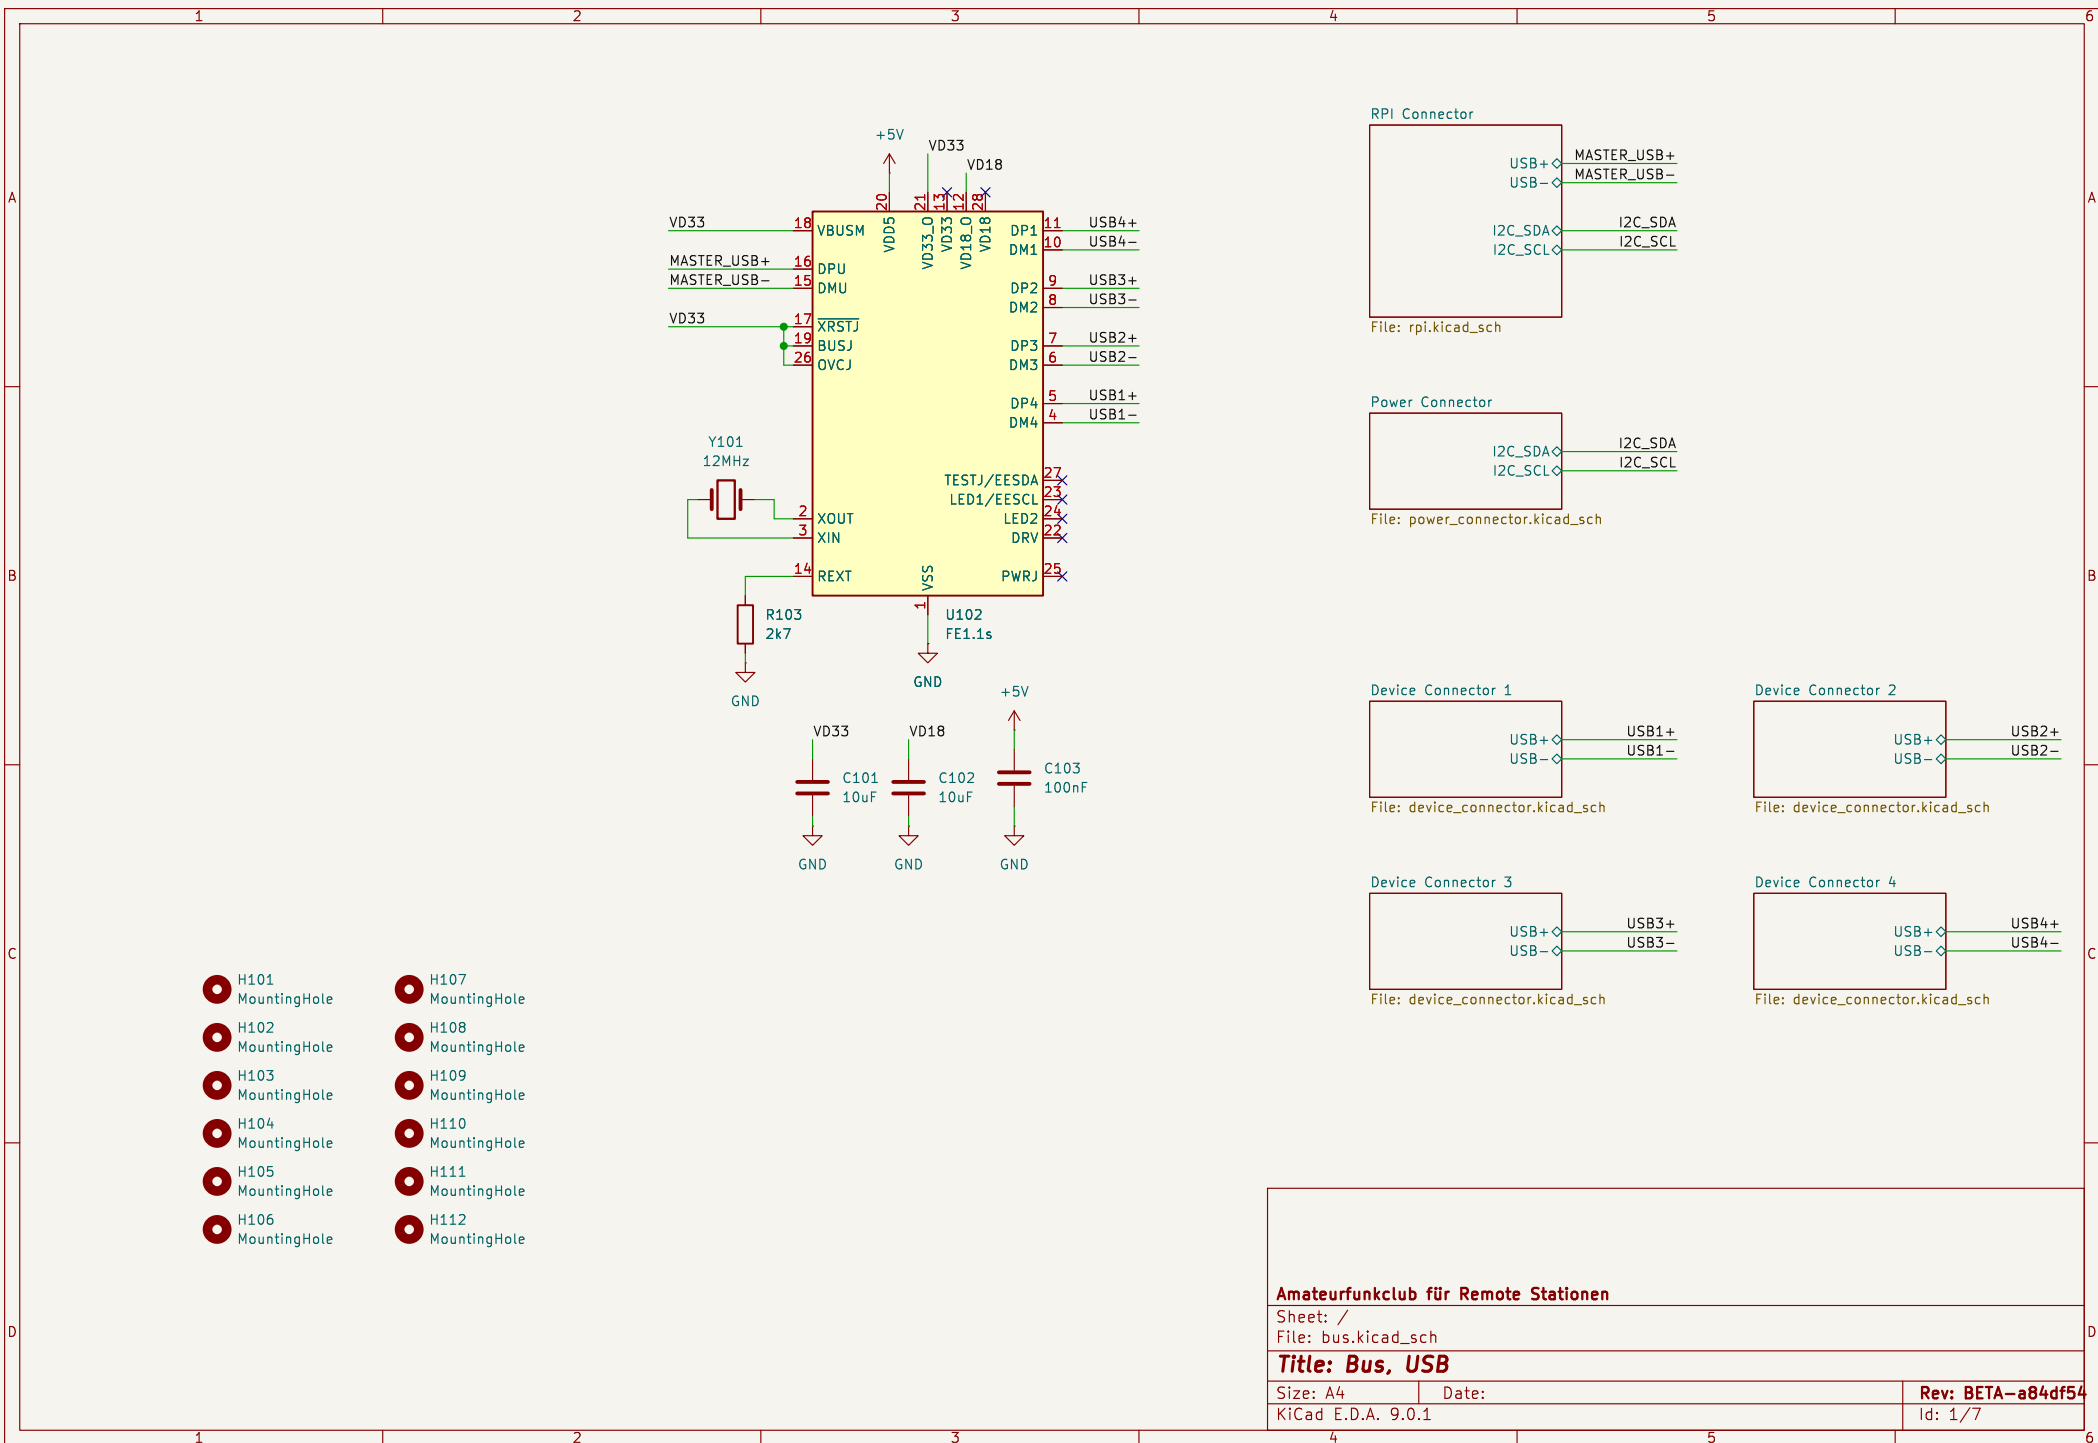 1 2 3 4 5 6
A
B
C
D
A
B
C
D
1 2 3 4 5 6
+5V
VD33
VD18
20
21
13
12
28
VDD5
VD33_O
VD33
VD18_O
VD18
VD33
18 VBUSM
MASTER_USB+
16 DPU
MASTER_USB-
15 DMU
VD33
17 XRSTJ
19 BUSJ
26 OVCJ
Y101
12MHz
2 XOUT
3 XIN
14 REXT
R103
2k7
GND
DP1 11 USB4+
DM1 10 USB4-
DP2 9 USB3+
DM2 8 USB3-
DP3 7 USB2+
DM3 6 USB2-
DP4 5 USB1+
DM4 4 USB1-
TESTJ/EESDA 27
LED1/EESCL 23
LED2 24
DRV 22
PWRJ 25
VSS
1
U102
FE1.1s
GND
VD33
C101
10uF
GND
VD18
C102
10uF
GND
+5V
C103
100nF
GND
RPI Connector
USB+ MASTER_USB+
USB- MASTER_USB-
I2C_SDA I2C_SDA
I2C_SCL I2C_SCL
File: rpi.kicad_sch
Power Connector
I2C_SDA I2C_SDA
I2C_SCL I2C_SCL
File: power_connector.kicad_sch
Device Connector 1
USB+ USB1+
USB- USB1-
File: device_connector.kicad_sch
Device Connector 2
USB+ USB2+
USB- USB2-
File: device_connector.kicad_sch
Device Connector 3
USB+ USB3+
USB- USB3-
File: device_connector.kicad_sch
Device Connector 4
USB+ USB4+
USB- USB4-
File: device_connector.kicad_sch
H101
MountingHole
H102
MountingHole
H103
MountingHole
H104
MountingHole
H105
MountingHole
H106
MountingHole
H107
MountingHole
H108
MountingHole
H109
MountingHole
H110
MountingHole
H111
MountingHole
H112
MountingHole
Amateurfunkclub für Remote Stationen
Sheet: /
File: bus.kicad_sch
Title: Bus, USB
Size: A4 Date: Rev: BETA-a84df54
KiCad E.D.A. 9.0.1 Id: 1/7